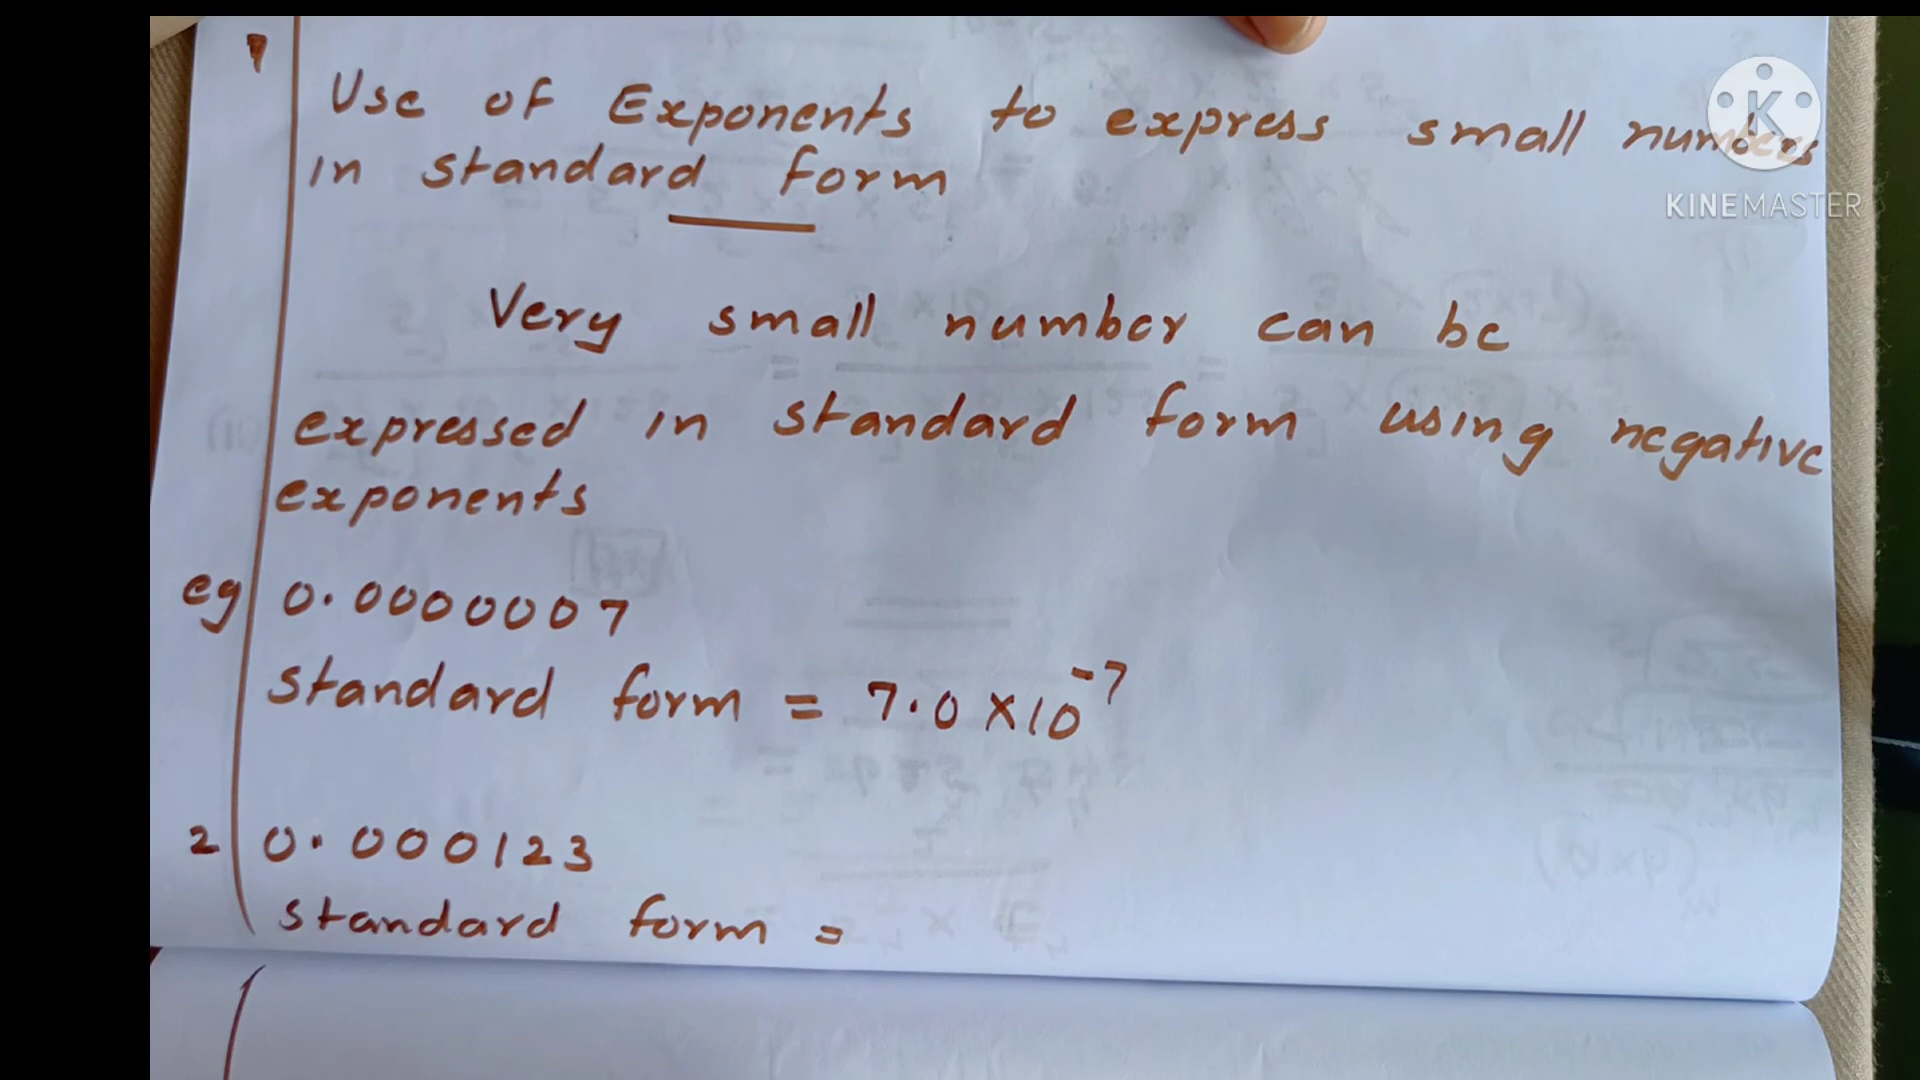 Use of Exponents to express small numbers
in standard form
Very small number can be
expressed in standard form using negative
exponents
eg 0.0000007
standard form = 7.0 × 10⁻⁷
2 0.000123
standard form =
K
KINEMASTER